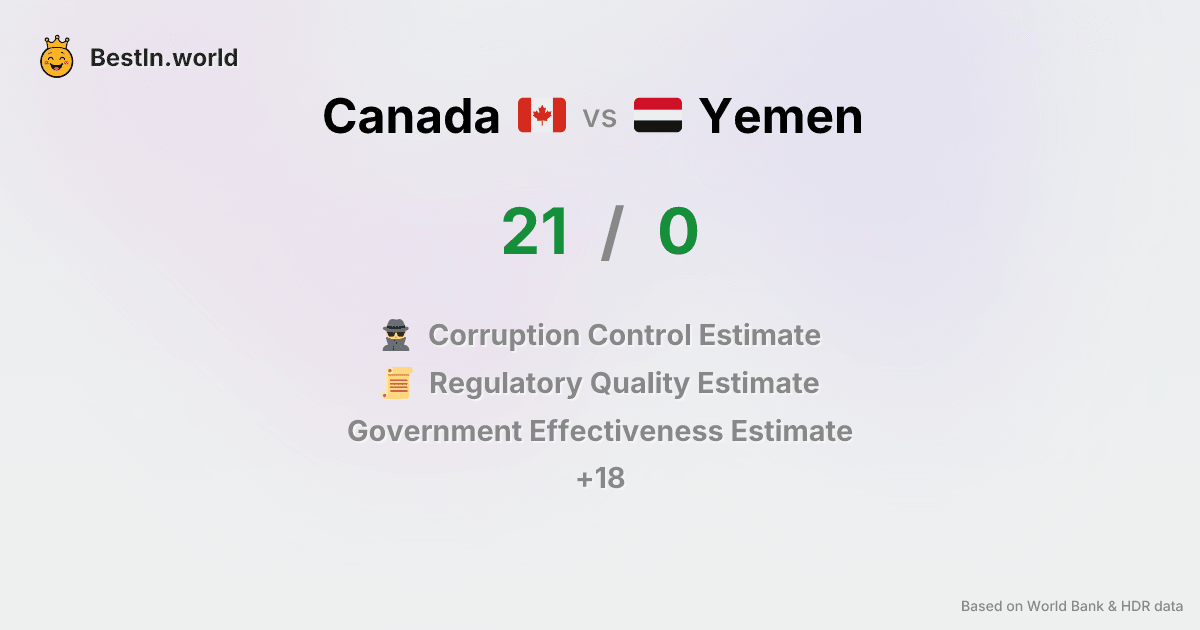 BestIn.world
Canada vs Yemen
21 / 0
Corruption Control Estimate
Regulatory Quality Estimate
Government Effectiveness Estimate
+18
Based on World Bank & HDR data